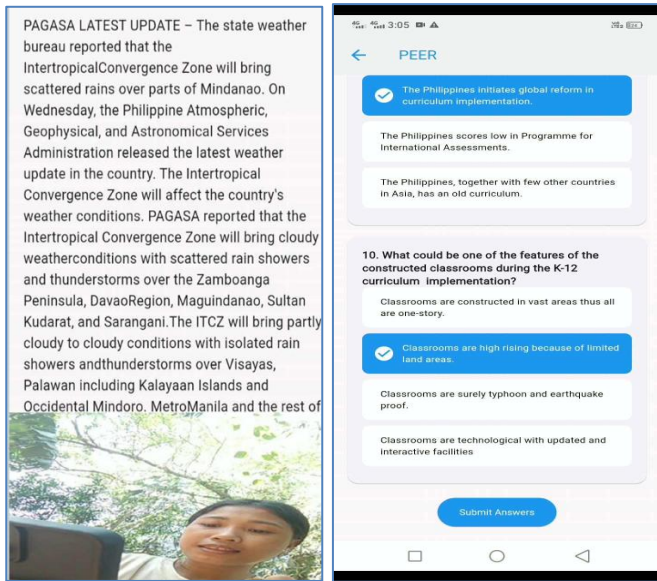 PAGASA LATEST UPDATE – The state weather
bureau reported that the
IntertropicalConvergence Zone will bring
scattered rains over parts of Mindanao. On
Wednesday, the Philippine Atmospheric,
Geophysical, and Astronomical Services
Administration released the latest weather
update in the country. The Intertropical
Convergence Zone will affect the country's
weather conditions. PAGASA reported that the
Intertropical Convergence Zone will bring cloudy
weatherconditions with scattered rain showers
and thunderstorms over the Zamboanga
Peninsula, DavaoRegion, Maguindanao, Sultan
Kudarat, and Sarangani.The ITCZ will bring partly
cloudy to cloudy conditions with isolated rain
showers andthunderstorms over Visayas,
Palawan including Kalayaan Islands and
Occidental Mindoro. MetroManila and the rest of
3:05
PEER
The Philippines initiates global reform in
curriculum implementation.
The Philippines scores low in Programme for
International Assessments.
The Philippines, together with few other countries
in Asia, has an old curriculum.
10. What could be one of the features of the
constructed classrooms during the K-12
curriculum implementation?
Classrooms are constructed in vast areas thus all
are one-story.
Classrooms are high rising because of limited
land areas.
Classrooms are surely typhoon and earthquake
proof.
Classrooms are technological with updated and
interactive facilities
Submit Answers